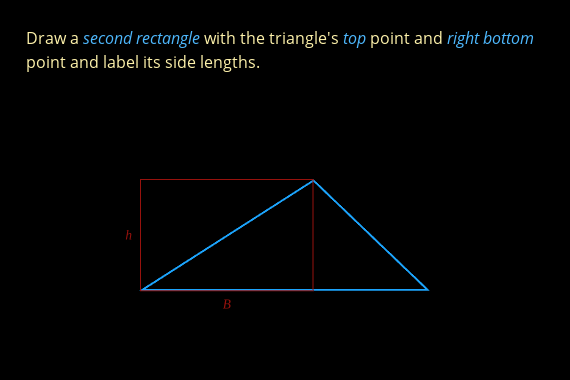 Draw a second rectangle with the triangle's top point and right bottom
point and label its side lengths.
h
B